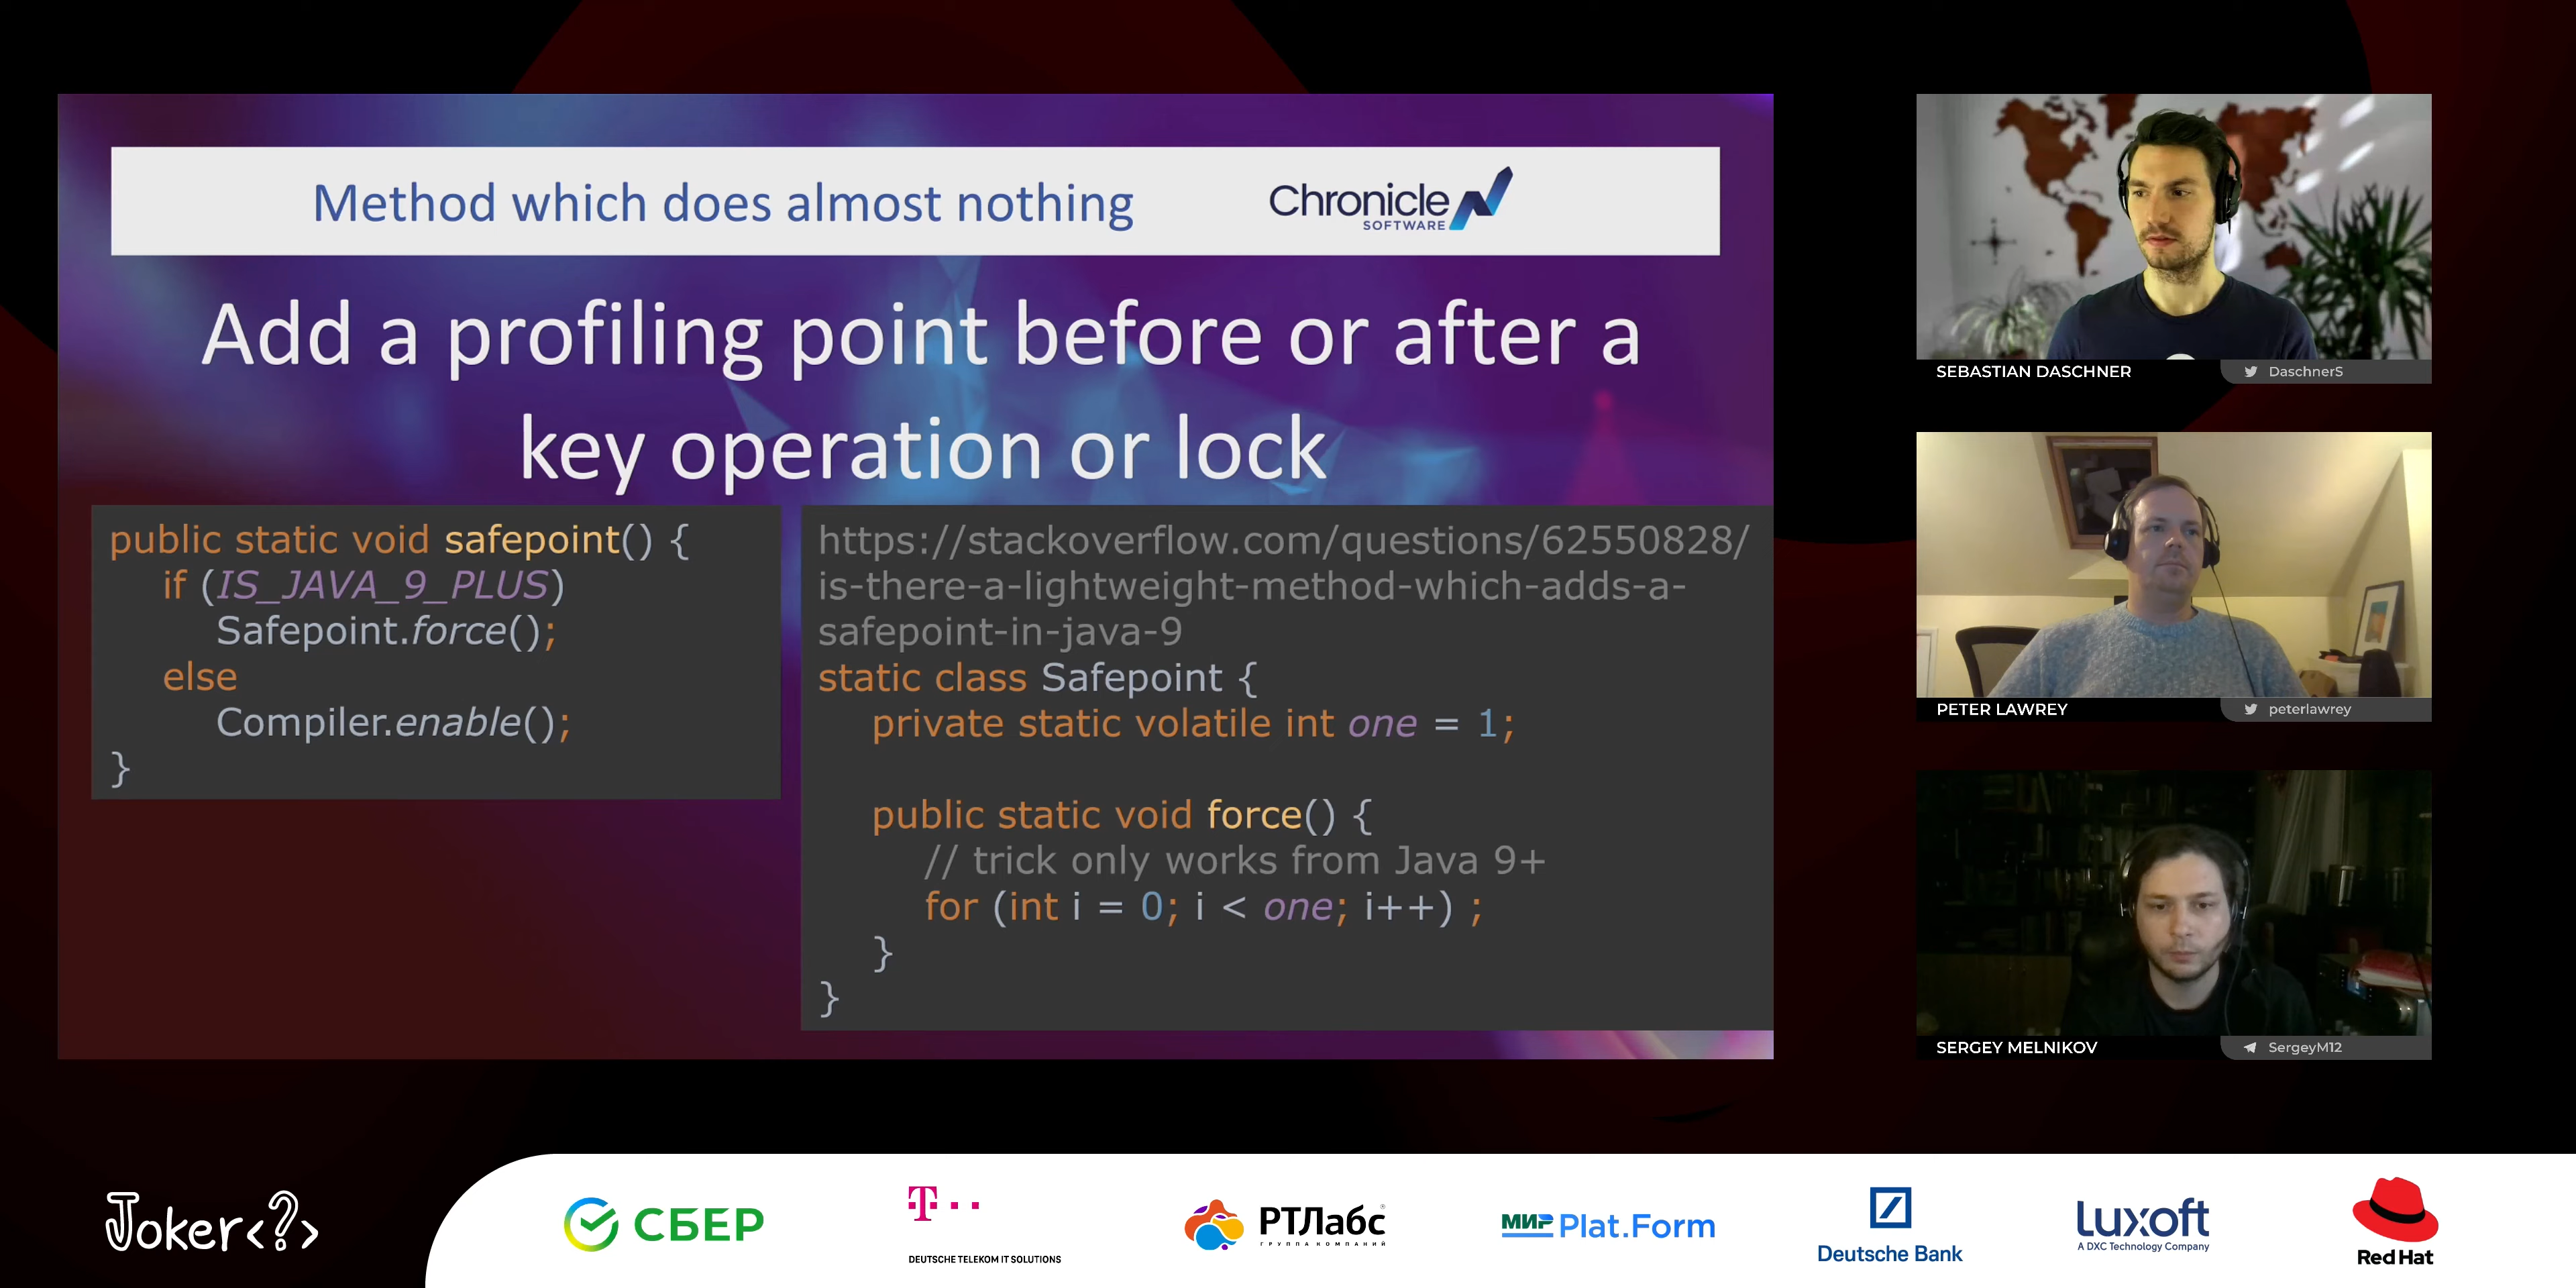 Method which does almost nothing
Chronicle
SOFTWARE
Add a profiling point before or after a
key operation or lock
public static void safepoint() {
if (IS_JAVA_9_PLUS)
Safepoint.force();
else
Compiler.enable();
}
https://stackoverflow.com/questions/62550828/
is-there-a-lightweight-method-which-adds-a-
safepoint-in-java-9
static class Safepoint {
private static volatile int one = 1;
public static void force() {
// trick only works from Java 9+
for (int i = 0; i < one; i++) ;
}
}
SEBASTIAN DASCHNER
DaschnerS
PETER LAWREY
peterlawrey
SERGEY MELNIKOV
SergeyM12
Joker<?>
СБЕР
T
DEUTSCHE TELEKOM IT SOLUTIONS
РТЛабс
ГРУППА КОМПАНИЙ
МИР Plat.Form
Deutsche Bank
Luxoft
A DXC Technology Company
Red Hat